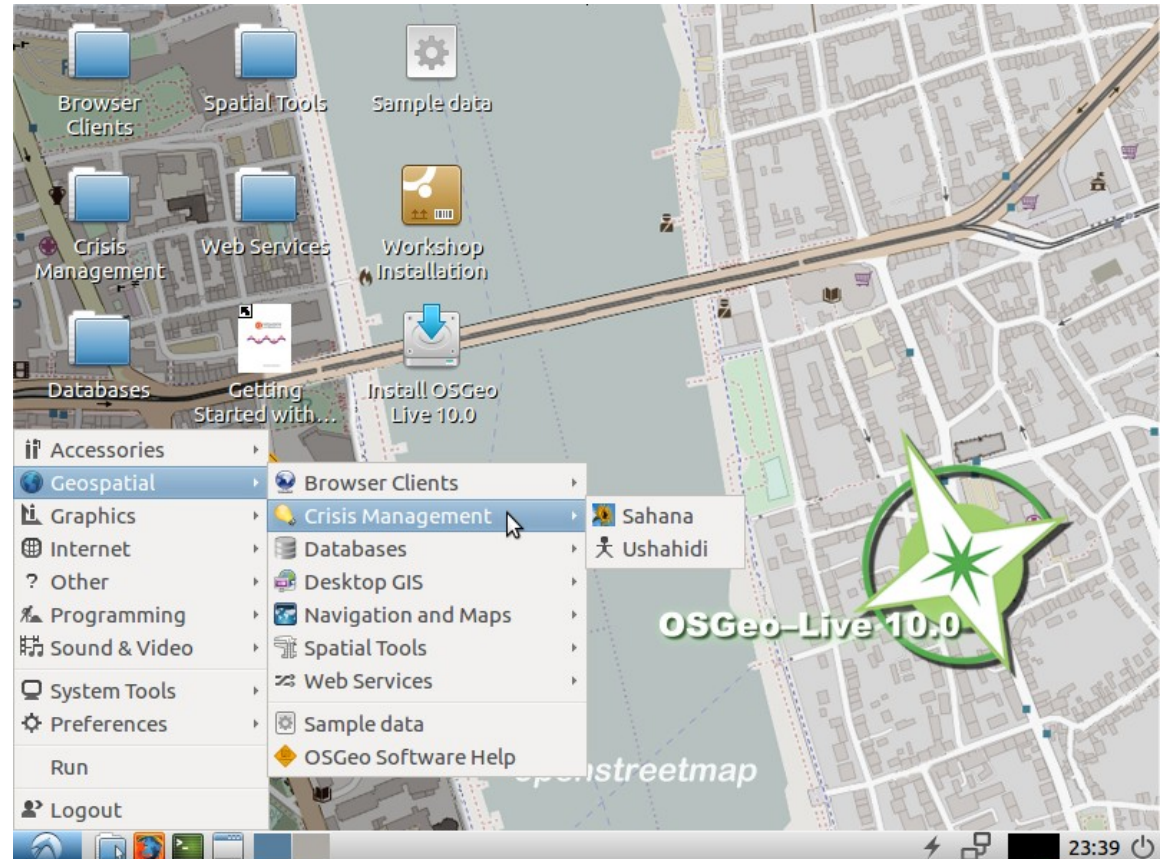 Browser
Clients
Spatial Tools
Sample data
Crisis
Management
Web Services
Workshop
Installation
Databases
Getting
Started with...
Install OSGeo
Live 10.0
Accessories
Geospatial
Graphics
Internet
Other
Programming
Sound & Video
System Tools
Preferences
Run
Logout
Browser Clients
Crisis Management
Databases
Desktop GIS
Navigation and Maps
Spatial Tools
Web Services
Sample data
OSGeo Software Help
Sahana
Ushahidi
OSGeo–Live 10.0
openstreetmap
23:39